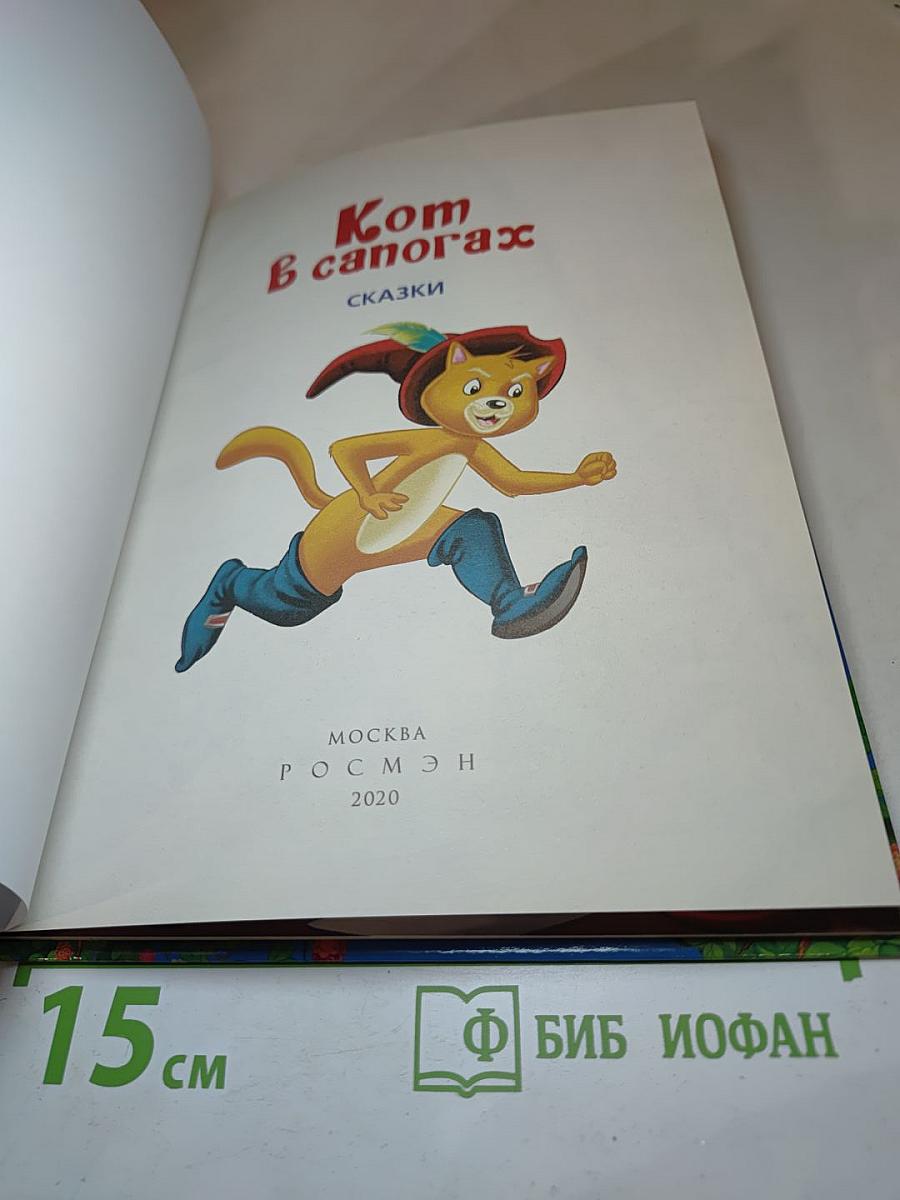 Кот
в сапогах
СКАЗКИ
МОСКВА
РОСМЭН
2020
15 см
Ф БИБ ИОФАН